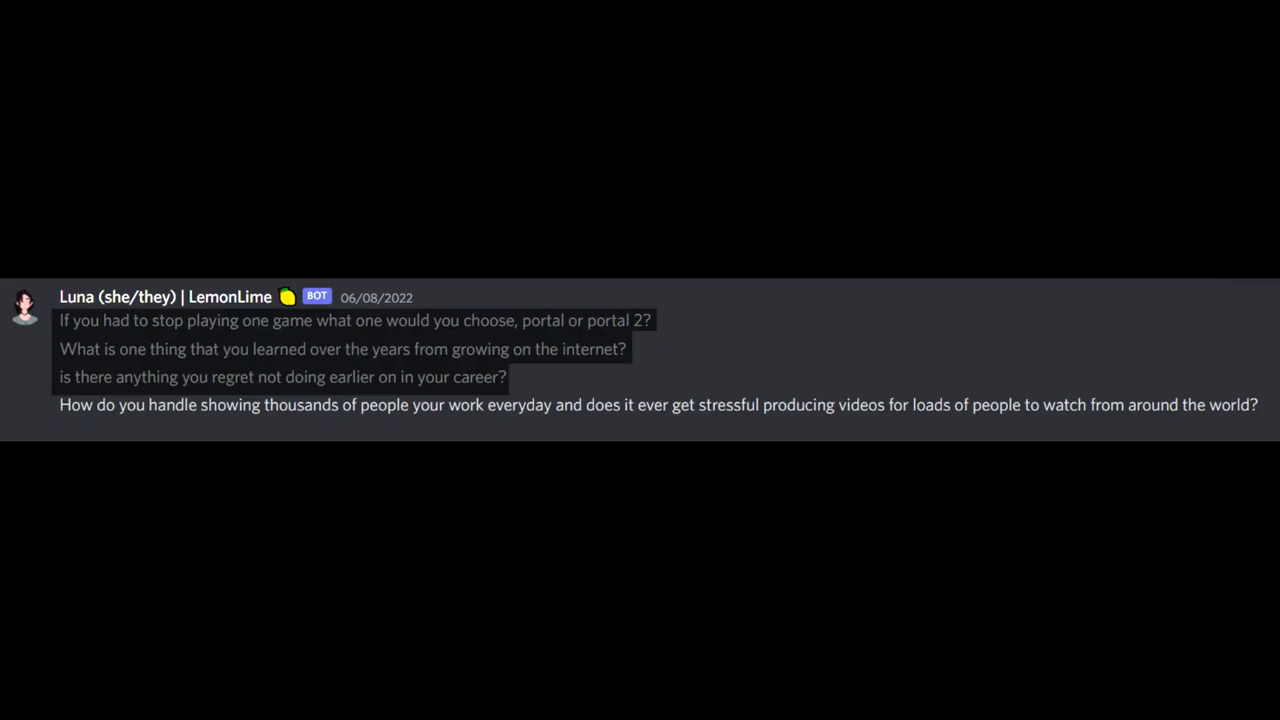 Luna (she/they) | LemonLime 🍋 BOT 06/08/2022
If you had to stop playing one game what one would you choose, portal or portal 2?
What is one thing that you learned over the years from growing on the internet?
is there anything you regret not doing earlier on in your career?
How do you handle showing thousands of people your work everyday and does it ever get stressful producing videos for loads of people to watch from around the world?